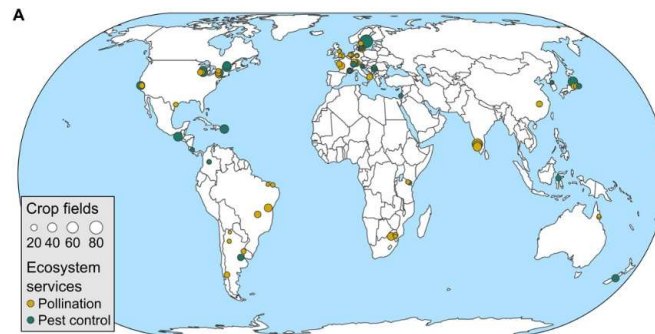 A
Crop fields
20 40 60 80
Ecosystem
services
Pollination
Pest control